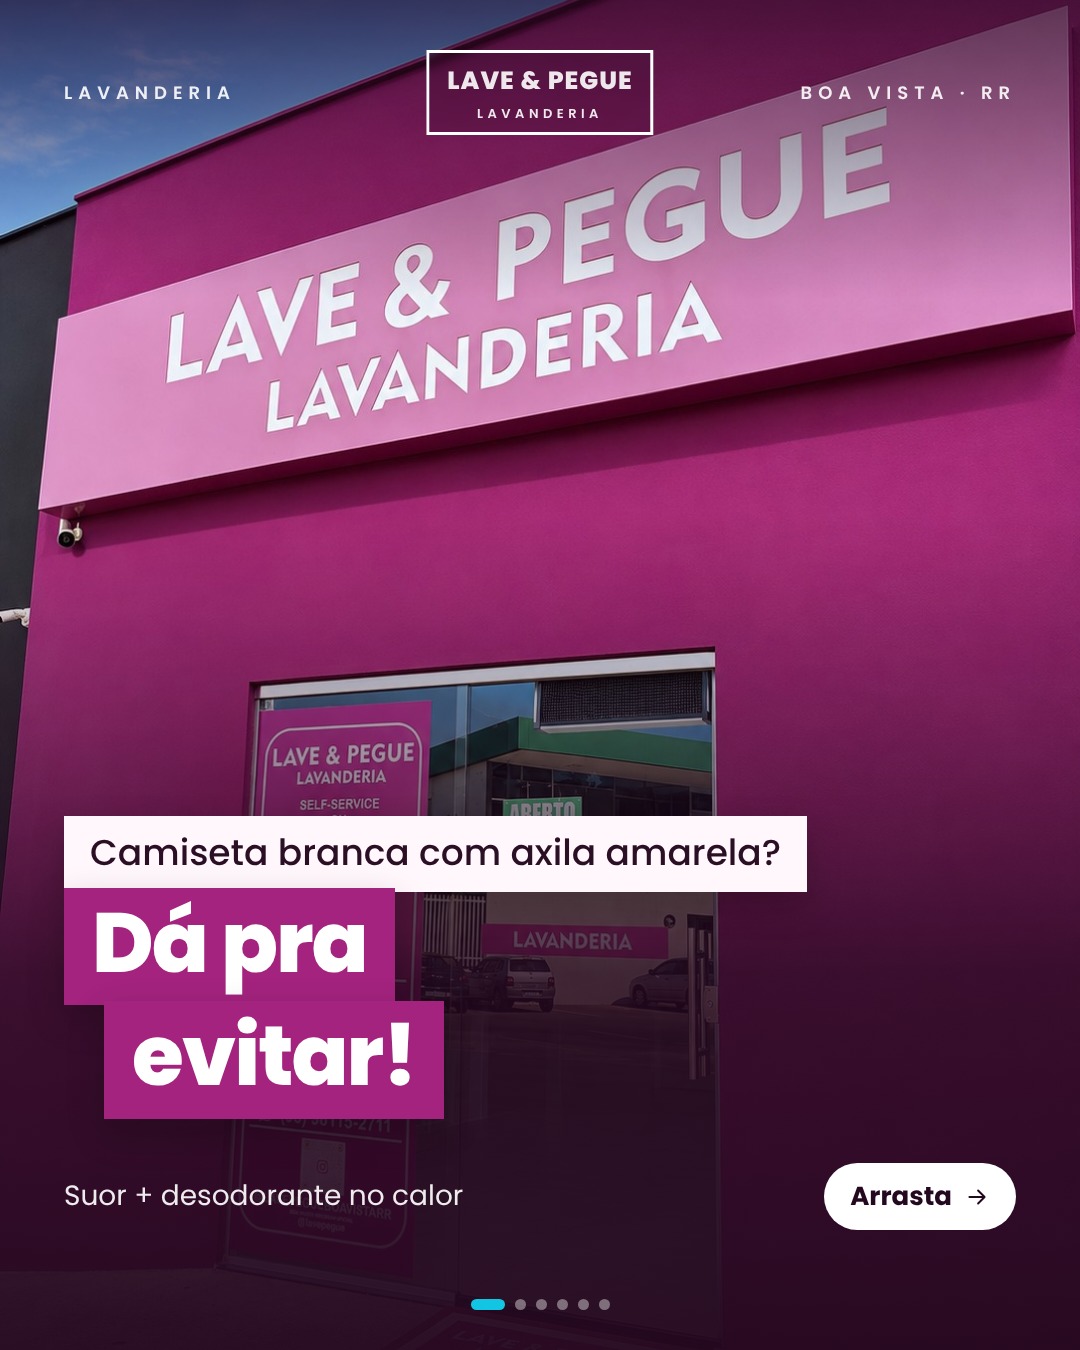 LAVANDERIA
LAVE & PEGUE
LAVANDERIA
BOA VISTA · RR
LAVE & PEGUE
LAVANDERIA
LAVE & PEGUE
LAVANDERIA
SELF-SERVICE
ABERTO
Camiseta branca com axila amarela?
Dá pra
LAVANDERIA
evitar!
Suor + desodorante no calor
Arrasta →